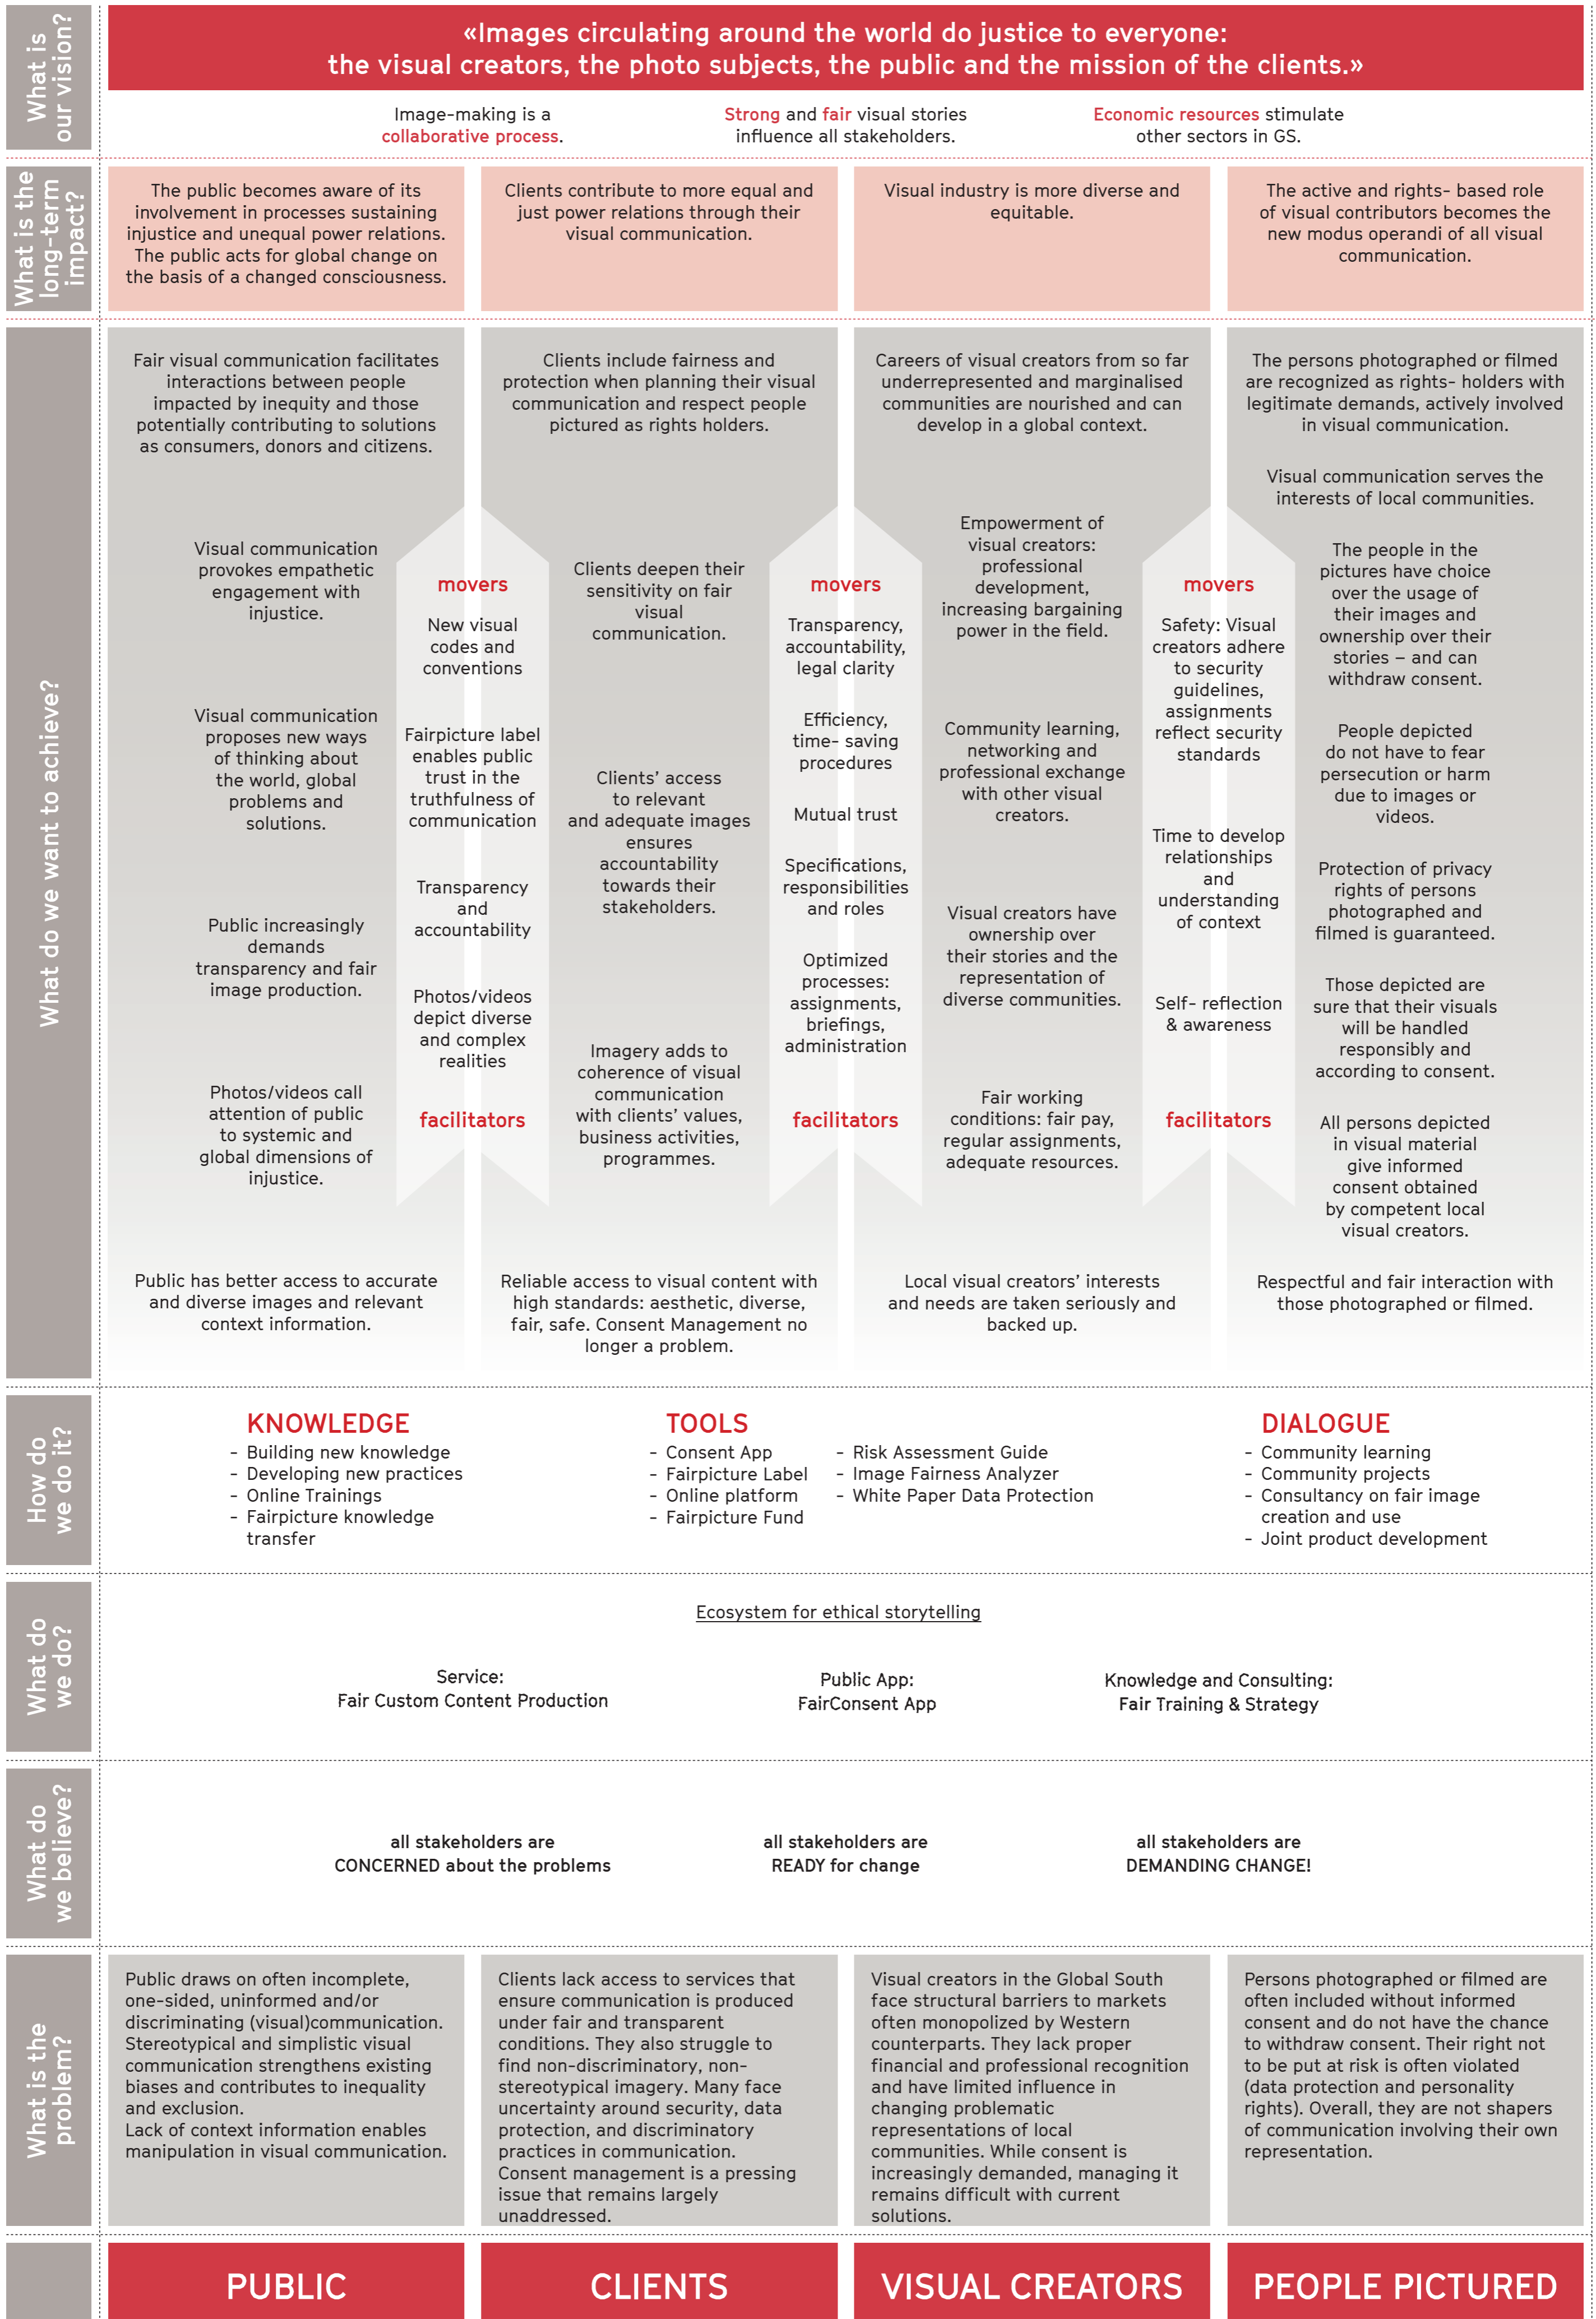 What is
our vision?
«Images circulating around the world do justice to everyone:
the visual creators, the photo subjects, the public and the mission of the clients.»
Image-making is a
collaborative process.
Strong and fair visual stories
influence all stakeholders.
Economic resources stimulate
other sectors in GS.
What is the
long-term
impact?
The public becomes aware of its
involvement in processes sustaining
injustice and unequal power relations.
The public acts for global change on
the basis of a changed consciousness.
Clients contribute to more equal and
just power relations through their
visual communication.
Visual industry is more diverse and
equitable.
The active and rights- based role
of visual contributors becomes the
new modus operandi of all visual
communication.
What do we want to achieve?
Fair visual communication facilitates
interactions between people
impacted by inequity and those
potentially contributing to solutions
as consumers, donors and citizens.
Visual communication
provokes empathetic
engagement with
injustice.
Visual communication
proposes new ways
of thinking about
the world, global
problems and
solutions.
Public increasingly
demands
transparency and fair
image production.
Photos/videos call
attention of public
to systemic and
global dimensions of
injustice.
Public has better access to accurate
and diverse images and relevant
context information.
movers
New visual
codes and
conventions
Fairpicture label
enables public
trust in the
truthfulness of
communication
Transparency
and
accountability
Photos/videos
depict diverse
and complex
realities
facilitators
Clients include fairness and
protection when planning their visual
communication and respect people
pictured as rights holders.
Clients deepen their
sensitivity on fair
visual
communication.
Clients’ access
to relevant
and adequate images
ensures
accountability
towards their
stakeholders.
Imagery adds to
coherence of visual
communication
with clients’ values,
business activities,
programmes.
Reliable access to visual content with
high standards: aesthetic, diverse,
fair, safe. Consent Management no
longer a problem.
movers
Transparency,
accountability,
legal clarity
Efficiency,
time- saving
procedures
Mutual trust
Specifications,
responsibilities
and roles
Optimized
processes:
assignments,
briefings,
administration
facilitators
Careers of visual creators from so far
underrepresented and marginalised
communities are nourished and can
develop in a global context.
Empowerment of
visual creators:
professional
development,
increasing bargaining
power in the field.
Community learning,
networking and
professional exchange
with other visual
creators.
Visual creators have
ownership over
their stories and the
representation of
diverse communities.
Fair working
conditions: fair pay,
regular assignments,
adequate resources.
Local visual creators’ interests
and needs are taken seriously and
backed up.
movers
Safety: Visual
creators adhere
to security
guidelines,
assignments
reflect security
standards
Time to develop
relationships
and
understanding
of context
Self- reflection
& awareness
facilitators
The persons photographed or filmed
are recognized as rights- holders with
legitimate demands, actively involved
in visual communication.
Visual communication serves the
interests of local communities.
The people in the
pictures have choice
over the usage of
their images and
ownership over their
stories – and can
withdraw consent.
People depicted
do not have to fear
persecution or harm
due to images or
videos.
Protection of privacy
rights of persons
photographed and
filmed is guaranteed.
Those depicted are
sure that their visuals
will be handled
responsibly and
according to consent.
All persons depicted
in visual material
give informed
consent obtained
by competent local
visual creators.
Respectful and fair interaction with
those photographed or filmed.
How do
we do it?
KNOWLEDGE
- Building new knowledge
- Developing new practices
- Online Trainings
- Fairpicture knowledge
transfer
TOOLS
- Consent App
- Fairpicture Label
- Online platform
- Fairpicture Fund
- Risk Assessment Guide
- Image Fairness Analyzer
- White Paper Data Protection
DIALOGUE
- Community learning
- Community projects
- Consultancy on fair image
creation and use
- Joint product development
What do
we do?
Ecosystem for ethical storytelling
Service:
Fair Custom Content Production
Public App:
FairConsent App
Knowledge and Consulting:
Fair Training & Strategy
What do
we believe?
all stakeholders are
CONCERNED about the problems
all stakeholders are
READY for change
all stakeholders are
DEMANDING CHANGE!
What is the
problem?
Public draws on often incomplete,
one-sided, uninformed and/or
discriminating (visual)communication.
Stereotypical and simplistic visual
communication strengthens existing
biases and contributes to inequality
and exclusion.
Lack of context information enables
manipulation in visual communication.
Clients lack access to services that
ensure communication is produced
under fair and transparent
conditions. They also struggle to
find non-discriminatory, non-
stereotypical imagery. Many face
uncertainty around security, data
protection, and discriminatory
practices in communication.
Consent management is a pressing
issue that remains largely
unaddressed.
Visual creators in the Global South
face structural barriers to markets
often monopolized by Western
counterparts. They lack proper
financial and professional recognition
and have limited influence in
changing problematic
representations of local
communities. While consent is
increasingly demanded, managing it
remains difficult with current
solutions.
Persons photographed or filmed are
often included without informed
consent and do not have the chance
to withdraw consent. Their right not
to be put at risk is often violated
(data protection and personality
rights). Overall, they are not shapers
of communication involving their own
representation.
PUBLIC
CLIENTS
VISUAL CREATORS
PEOPLE PICTURED